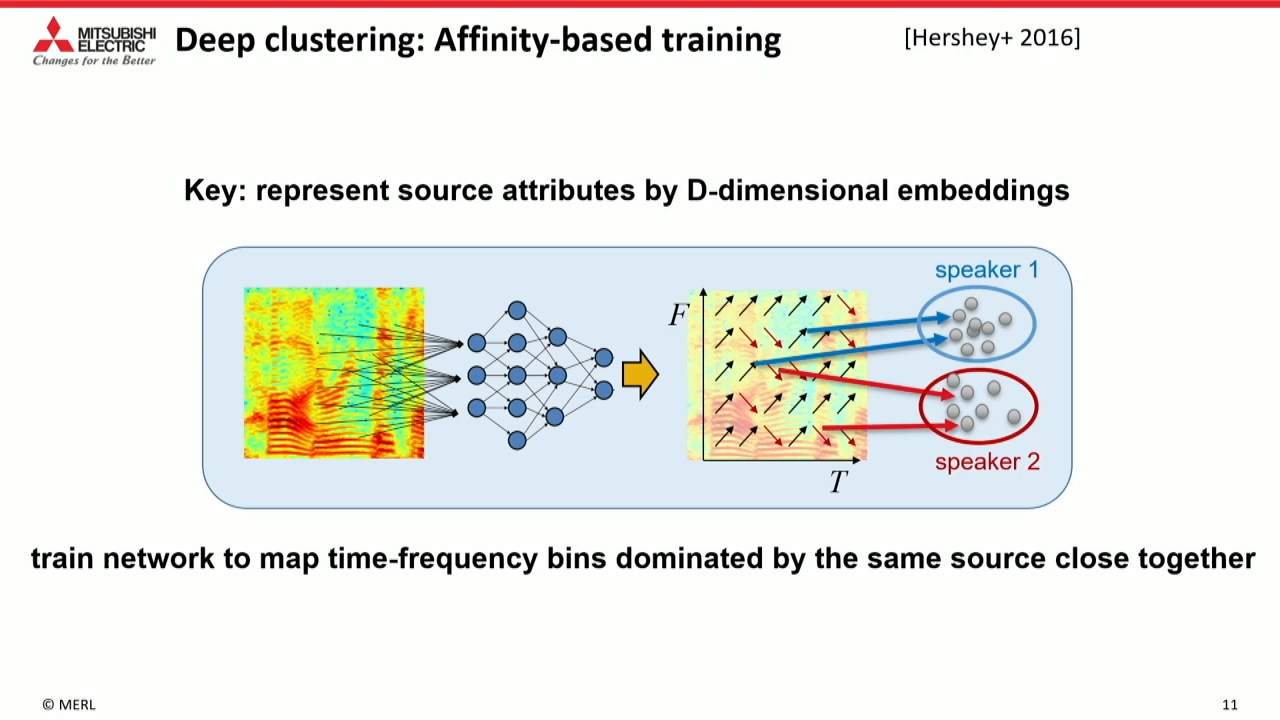 MITSUBISHI
ELECTRIC
Changes for the Better
Deep clustering: Affinity-based training
[Hershey+ 2016]
Key: represent source attributes by D-dimensional embeddings
speaker 1
F
T
speaker 2
train network to map time-frequency bins dominated by the same source close together
© MERL
11